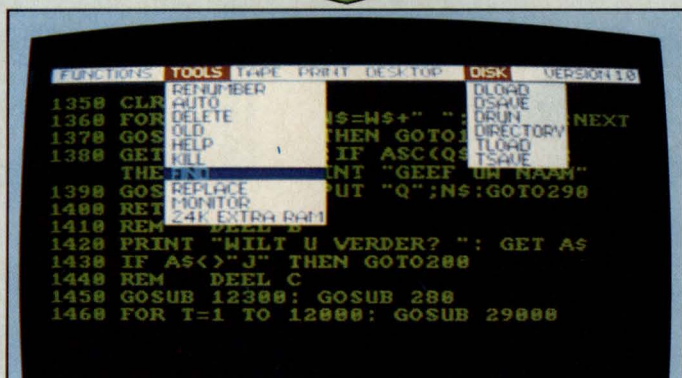 FUNCTIONS TOOLS TAPE PRINT DESKTOP DISK VERSION 1.0
RENUMBER
AUTO
DELETE
OLD
HELP
KILL
FIND
REPLACE
MONITOR
24K EXTRA RAM
DLOAD
DSAVE
DRUN
DIRECTORY
TLOAD
TSAVE
1350 CLR
1360 FOR N$=W$+" ": NEXT
1370 GOS THEN GOTO1
1380 GET IF ASC(Q$
THE INT "GEEF UW NAAM"
1390 GOS PUT "Q";N$:GOTO290
1400 RET
1410 REM DEEL B
1420 PRINT "WILT U VERDER? ": GET A$
1430 IF A$<>"J" THEN GOTO200
1440 REM DEEL C
1450 GOSUB 12300: GOSUB 280
1460 FOR T=1 TO 12000: GOSUB 29000